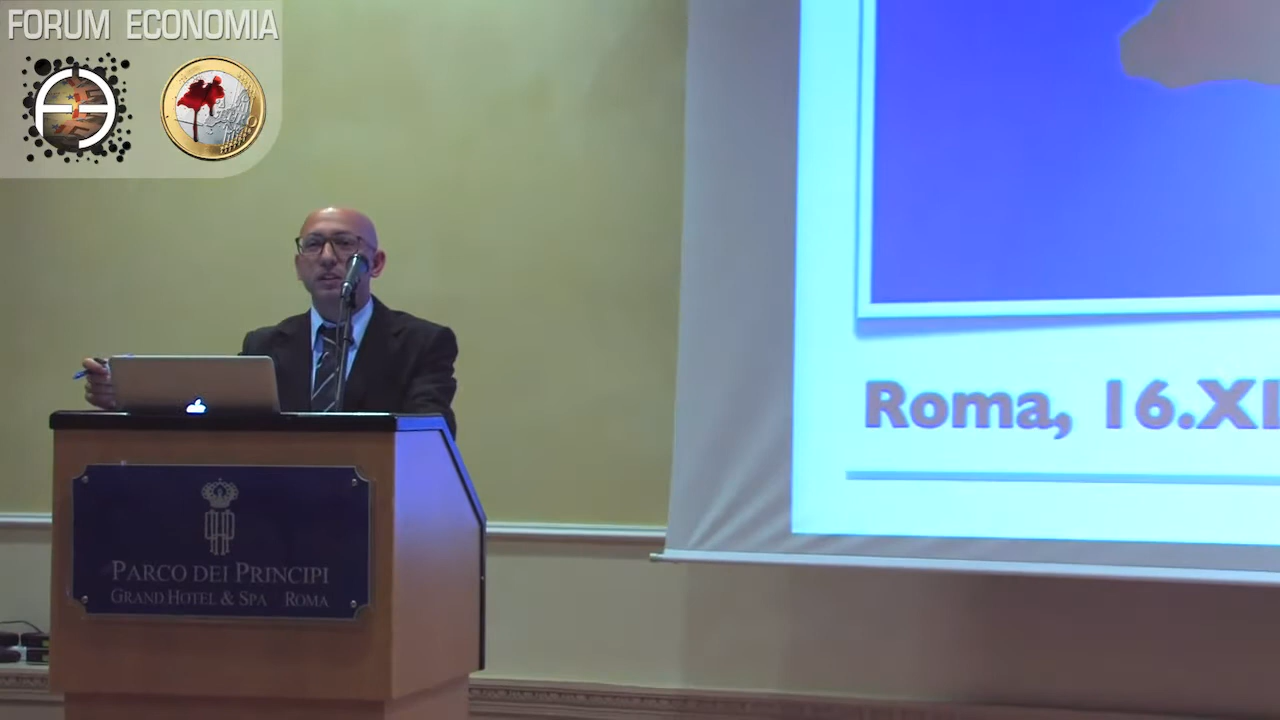 FORUM ECONOMIA
Roma, 16.XI
PARCO DEI PRINCIPI
GRAND HOTEL & SPA ROMA